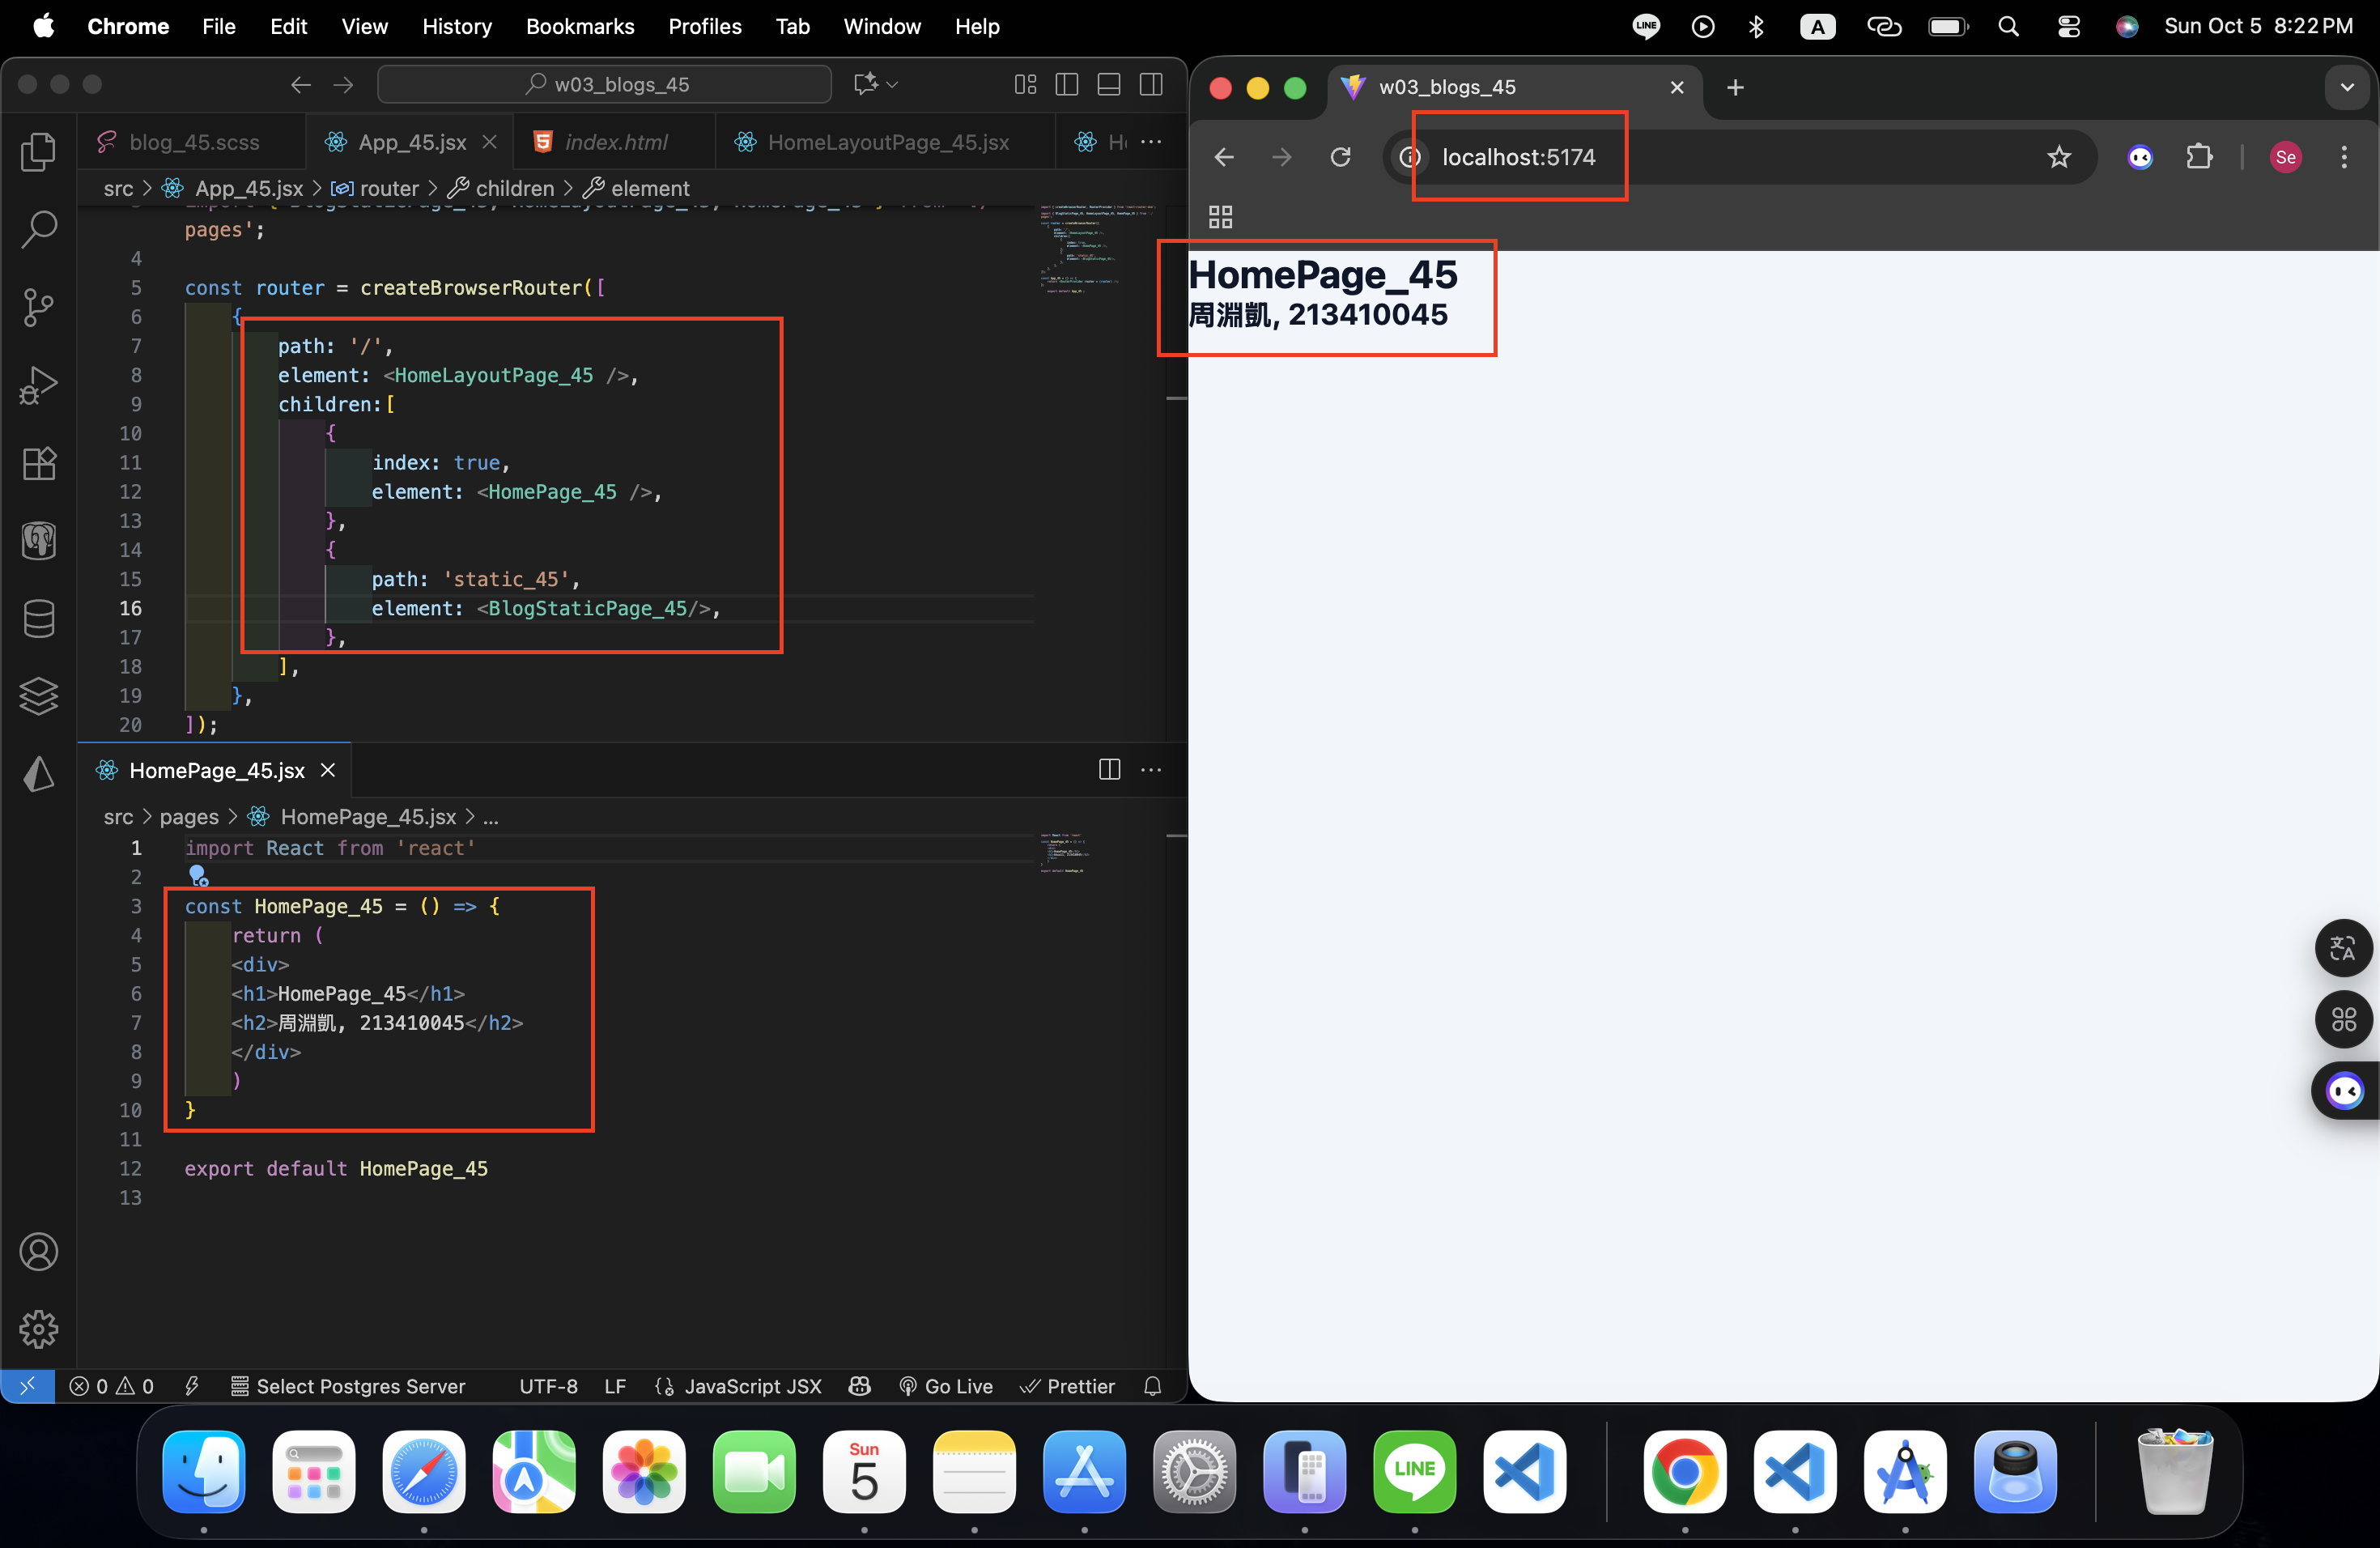 Chrome File Edit View History Bookmarks Profiles Tab Window Help
LINE A Sun Oct 5 8:22 PM
w03_blogs_45
blog_45.scss App_45.jsx index.html HomeLayoutPage_45.jsx
src > App_45.jsx > router > children > element
pages';
4
5 const router = createBrowserRouter([
6 {
7 path: '/',
8 element: <HomeLayoutPage_45 />,
9 children:[
10 {
11 index: true,
12 element: <HomePage_45 />,
13 },
14 {
15 path: 'static_45',
16 element: <BlogStaticPage_45/>,
17 },
18 ],
19 },
20 ]);
HomePage_45.jsx
src > pages > HomePage_45.jsx > ...
1 import React from 'react'
2
3 const HomePage_45 = () => {
4 return (
5 <div>
6 <h1>HomePage_45</h1>
7 <h2>周淵凱, 213410045</h2>
8 </div>
9 )
10 }
11
12 export default HomePage_45
13
0 0 Select Postgres Server UTF-8 LF JavaScript JSX Go Live Prettier
w03_blogs_45
localhost:5174
Se
HomePage_45
周淵凱, 213410045
Sun
5
LINE